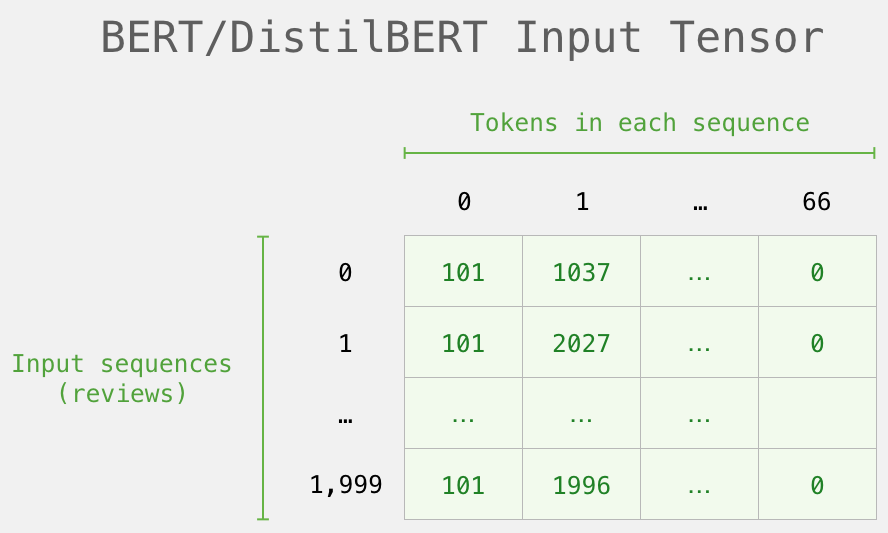 BERT/DistilBERT Input Tensor
Tokens in each sequence
0 1 … 66
0 101 1037 ... 0
1 101 2027 ... 0
Input sequences
(reviews)
… ... ... ...
1,999 101 1996 ... 0